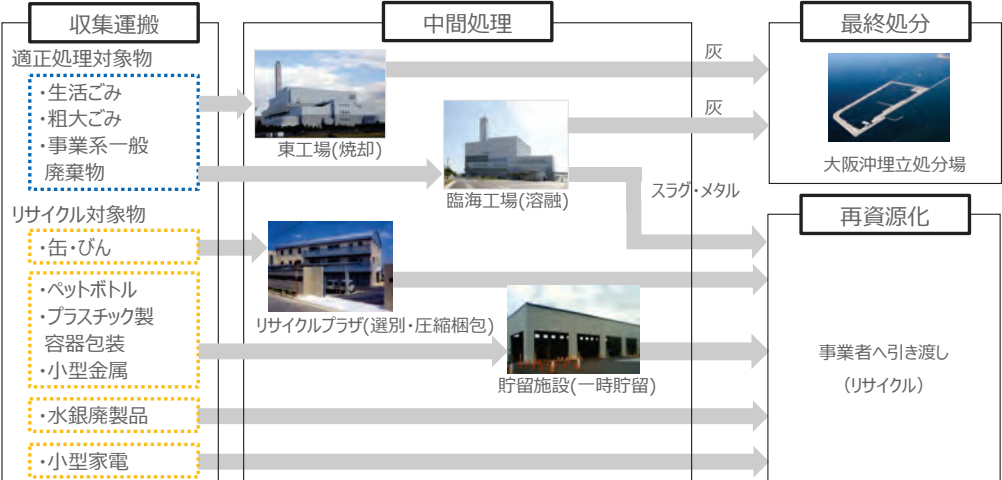 収集運搬
中間処理
最終処分
適正処理対象物
・生活ごみ
・粗大ごみ
・事業系一般
廃棄物
東工場(焼却)
灰
臨海工場(溶融)
灰
スラグ・メタル
大阪沖埋立処分場
リサイクル対象物
・缶・びん
リサイクルプラザ(選別・圧縮梱包)
・ペットボトル
・プラスチック製
容器包装
・小型金属
貯留施設(一時貯留)
・水銀廃製品
・小型家電
再資源化
事業者へ引き渡し
（リサイクル）